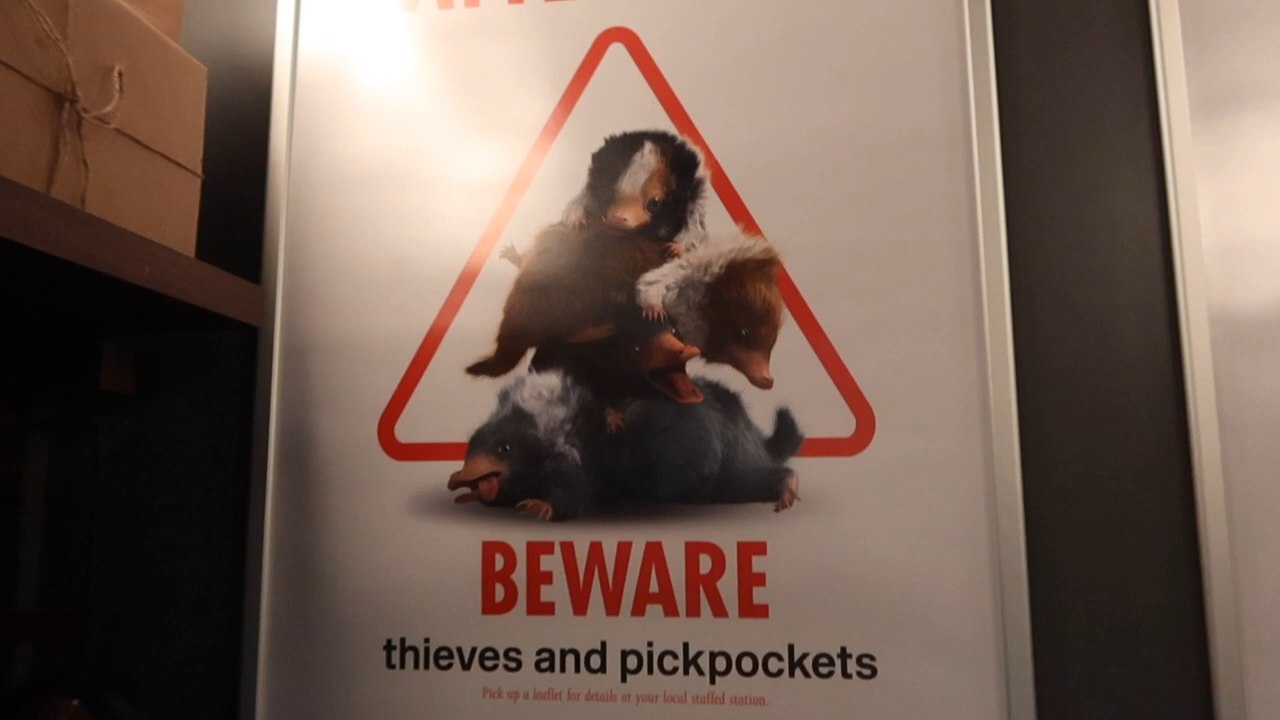 BEWARE
thieves and pickpockets
Pick up a leaflet for details at your local staffed station.